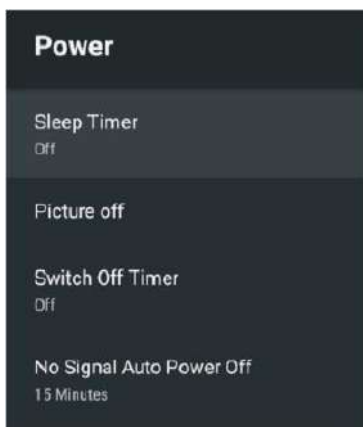 Power
Sleep Timer
Off
Picture off
Switch Off Timer
Off
No Signal Auto Power Off
15 Minutes